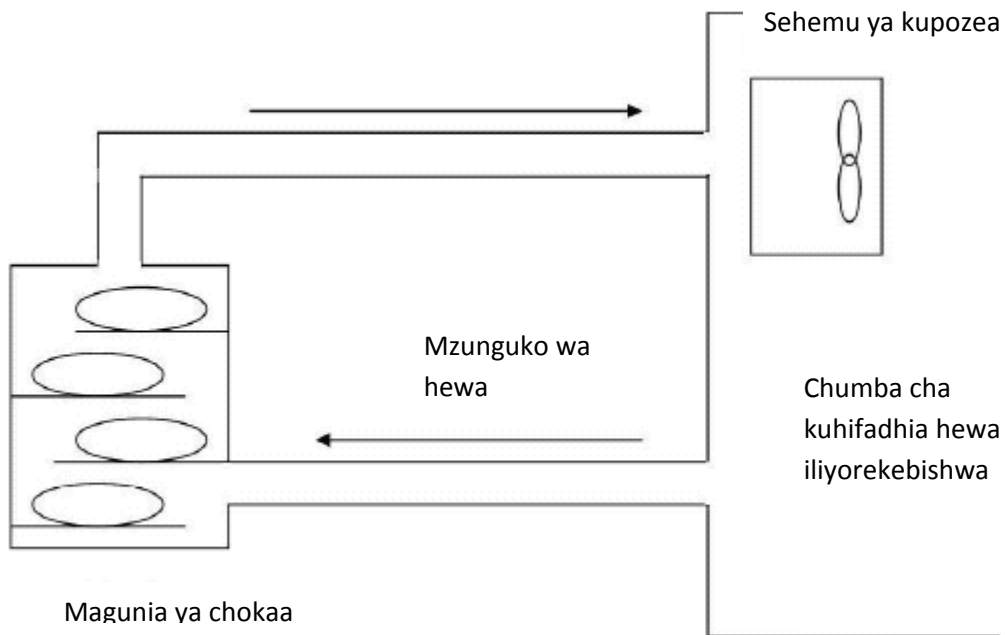 Sehemu ya kupozea
Mzunguko wa
hewa
Chumba cha
kuhifadhia hewa
iliyorekebishwa
Magunia ya chokaa